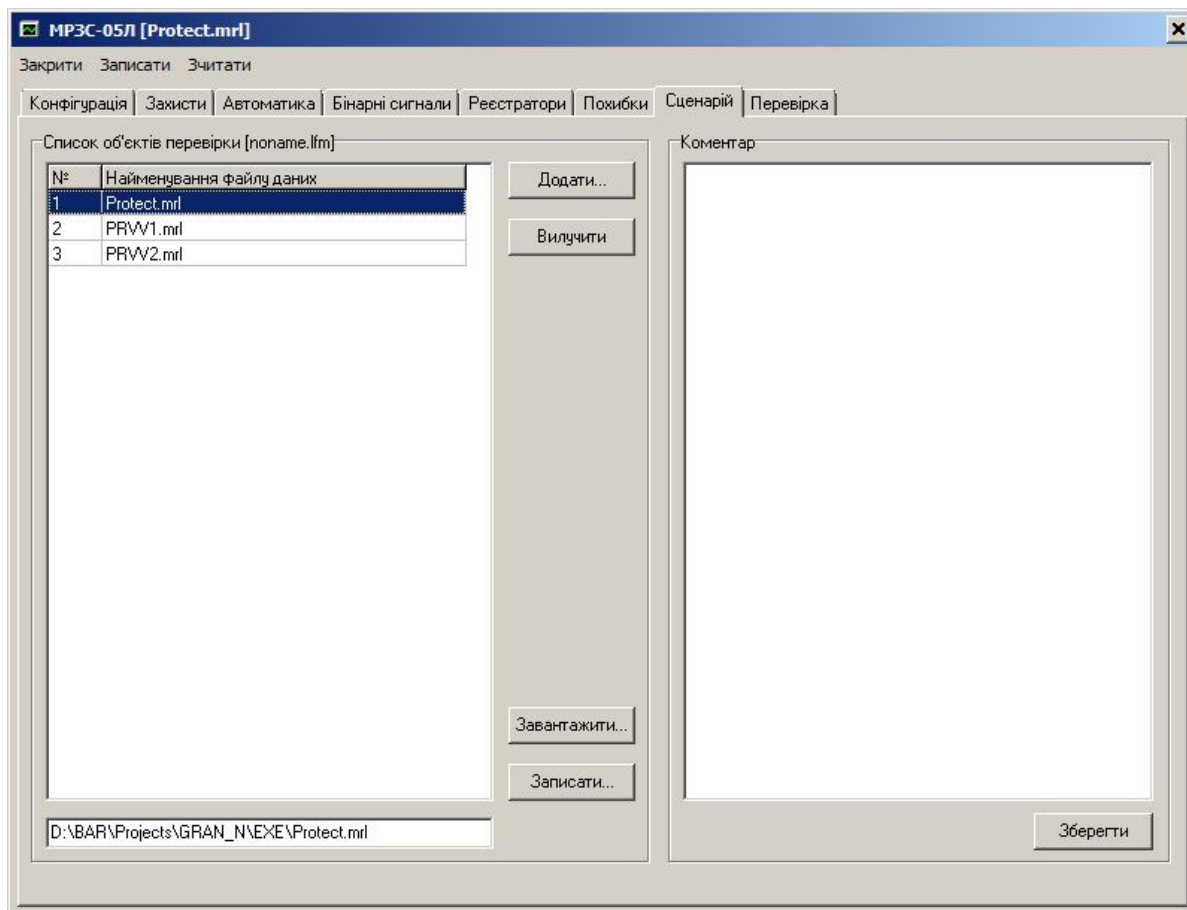 МРЗС-05Л [Protect.mrl]
Закрити Записати Зчитати
Конфігурація Захисти Автоматика Бінарні сигнали Реєстратори Похибки Сценарій Перевірка
Список об'єктів перевірки [noname.lfm]
№ Найменування файлу даних
1 Protect.mrl
2 PRVV1.mrl
3 PRVV2.mrl
Додати...
Вилучити
Завантажити...
Записати...
D:\BAR\Projects\GRAN_N\EXE\Protect.mrl
Коментар
Зберегти